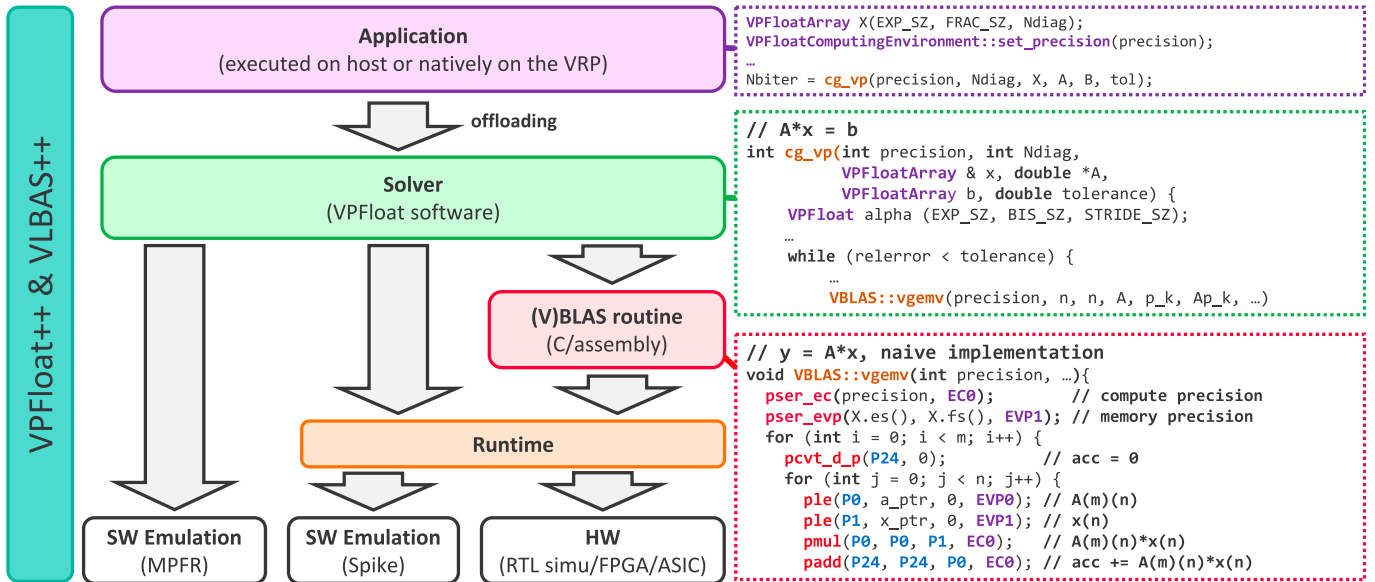 VPFloat++ & VLBAS++
Application
(executed on host or natively on the VRP)
offloading
Solver
(VPFloat software)
(V)BLAS routine
(C/assembly)
Runtime
SW Emulation
(MPFR)
SW Emulation
(Spike)
HW
(RTL simu/FPGA/ASIC)
VPFloatArray X(EXP_SZ, FRAC_SZ, Ndiag);
VPFloatComputingEnvironment::set_precision(precision);
…
Nbiter = cg_vp(precision, Ndiag, X, A, B, tol);
// A*x = b
int cg_vp(int precision, int Ndiag,
VPFloatArray & x, double *A,
VPFloatArray b, double tolerance) {
VPFloat alpha (EXP_SZ, BIS_SZ, STRIDE_SZ);
…
while (relerror < tolerance) {
…
VBLAS::vgemv(precision, n, n, A, p_k, Ap_k, …)
// y = A*x, naive implementation
void VBLAS::vgemv(int precision, …){
pser_ec(precision, EC0); // compute precision
pser_evp(X.es(), X.fs(), EVP1); // memory precision
for (int i = 0; i < m; i++) {
pcvt_d_p(P24, 0); // acc = 0
for (int j = 0; j < n; j++) {
ple(P0, a_ptr, 0, EVP0); // A(m)(n)
ple(P1, x_ptr, 0, EVP1); // x(n)
pmul(P0, P0, P1, EC0); // A(m)(n)*x(n)
padd(P24, P24, P0, EC0); // acc += A(m)(n)*x(n)